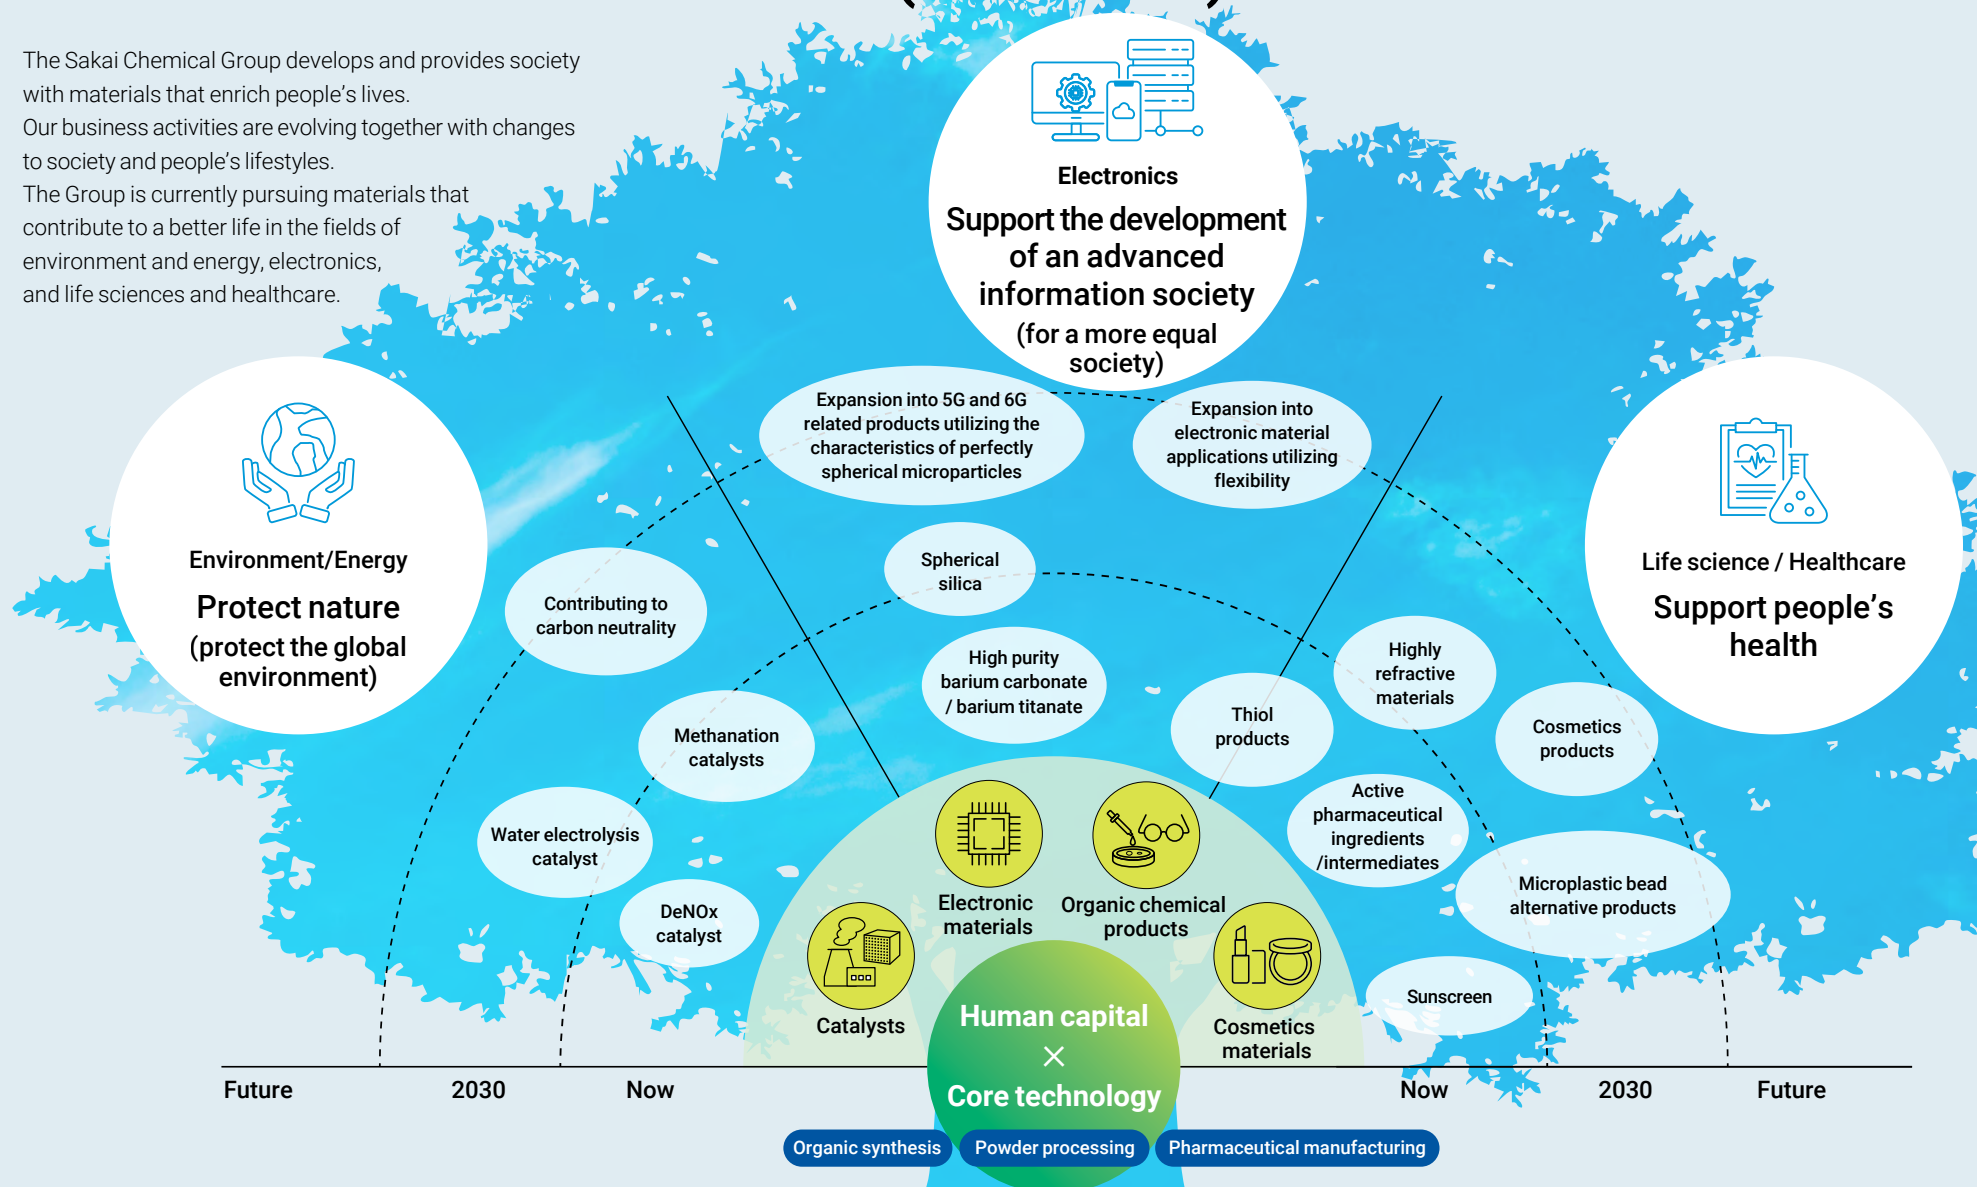 The Sakai Chemical Group develops and provides society
with materials that enrich people's lives.
Our business activities are evolving together with changes
to society and people's lifestyles.
The Group is currently pursuing materials that
contribute to a better life in the fields of
environment and energy, electronics,
and life sciences and healthcare.
Electronics
Support the development
of an advanced
information society
(for a more equal
society)
Environment/Energy
Protect nature
(protect the global
environment)
Life science / Healthcare
Support people's
health
Expansion into 5G and 6G
related products utilizing the
characteristics of perfectly
spherical microparticles
Expansion into
electronic material
applications utilizing
flexibility
Spherical
silica
Contributing to
carbon neutrality
High purity
barium carbonate
/ barium titanate
Highly
refractive
materials
Thiol
products
Cosmetics
products
Methanation
catalysts
Active
pharmaceutical
ingredients
/intermediates
Water electrolysis
catalyst
Microplastic bead
alternative products
DeNOx
catalyst
Sunscreen
Electronic
materials
Organic chemical
products
Catalysts
Cosmetics
materials
Human capital
×
Core technology
Future
2030
Now
Now
2030
Future
Organic synthesis
Powder processing
Pharmaceutical manufacturing